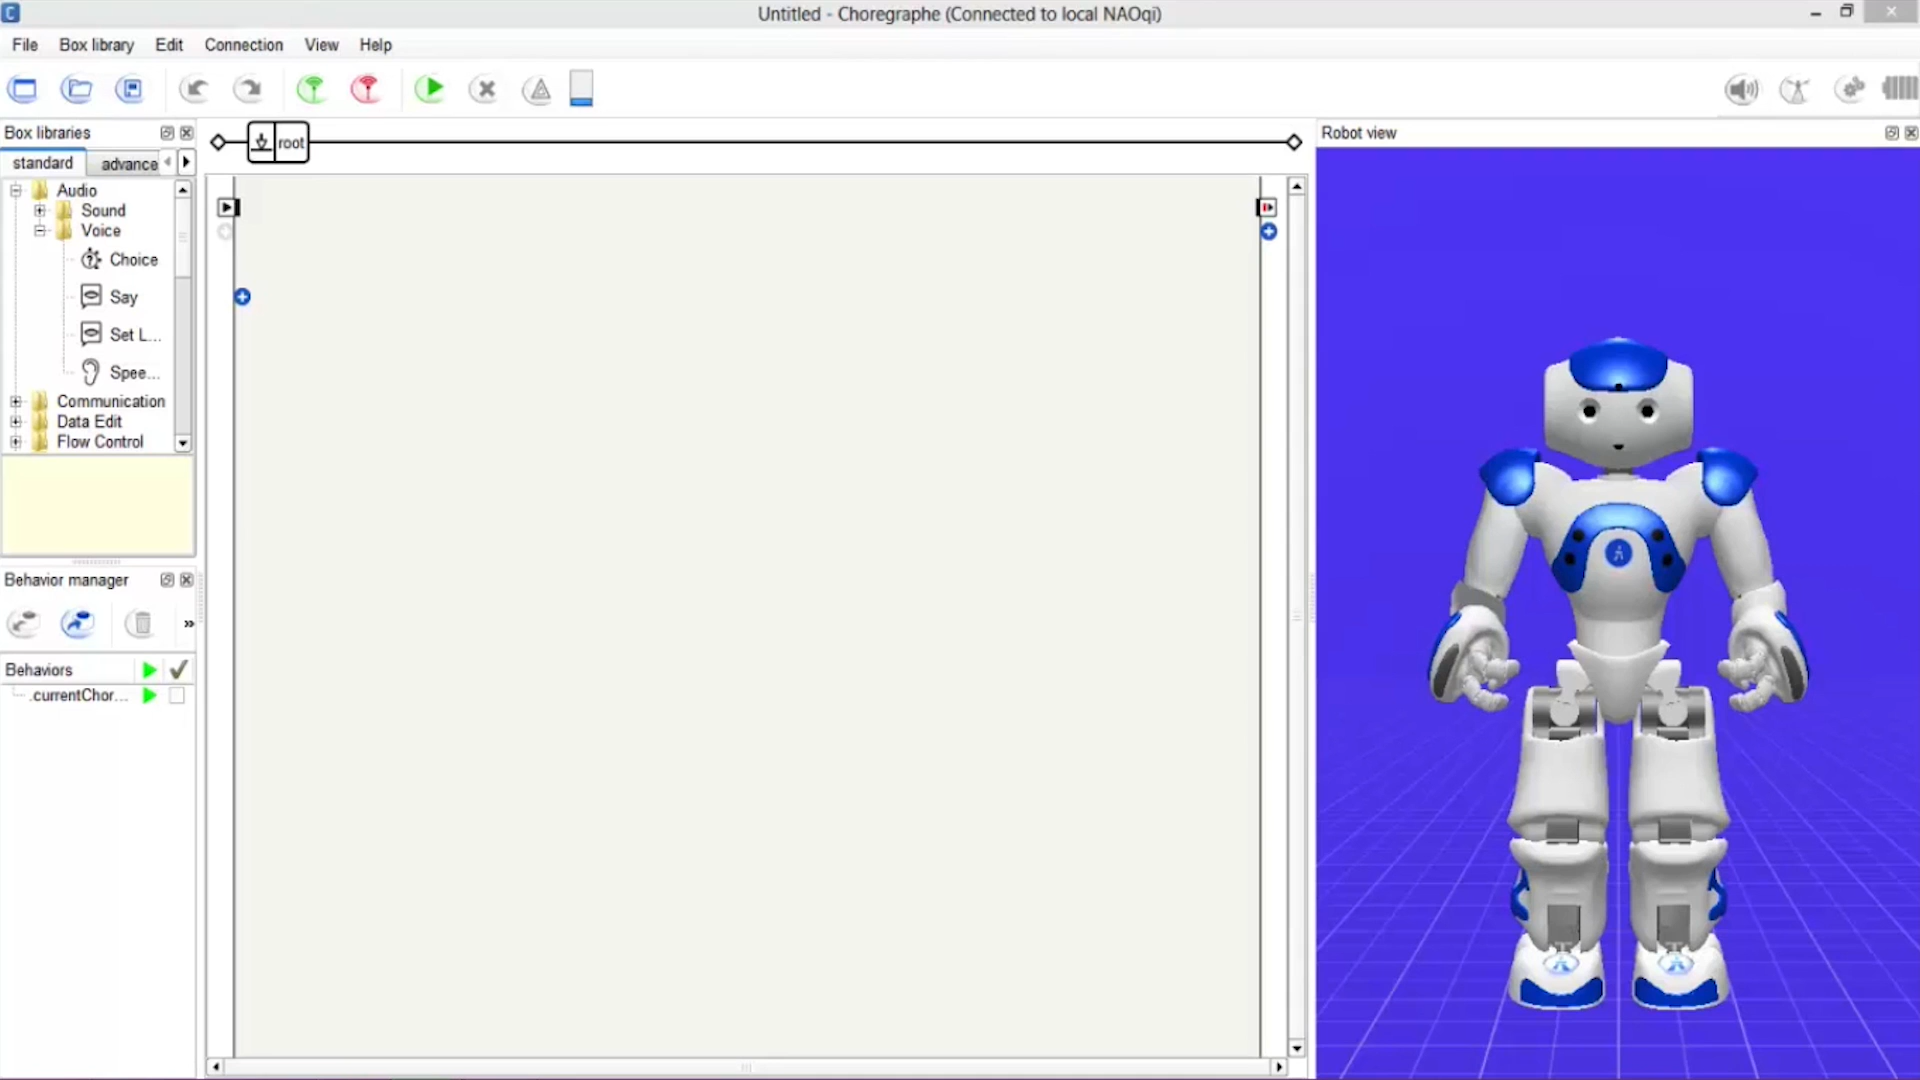 Untitled - Choregraphe (Connected to local NAOqi)
File Box library Edit Connection View Help
Box libraries
standard advance
Audio
Sound
Voice
Choice
Say
Set L...
Spee...
Communication
Data Edit
Flow Control
root
Robot view
Behavior manager
Behaviors
.currentChor...